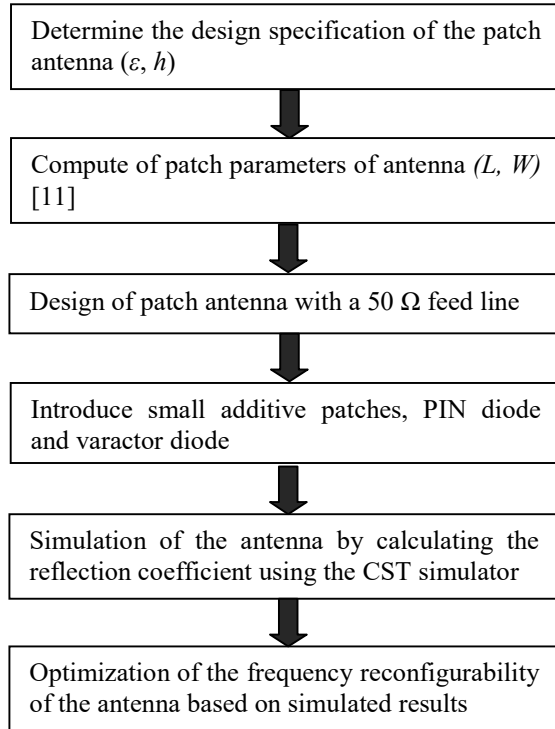 Determine the design specification of the patch
antenna (ε, h)
Compute of patch parameters of antenna (L, W)
[11]
Design of patch antenna with a 50 Ω feed line
Introduce small additive patches, PIN diode
and varactor diode
Simulation of the antenna by calculating the
reflection coefficient using the CST simulator
Optimization of the frequency reconfigurability
of the antenna based on simulated results